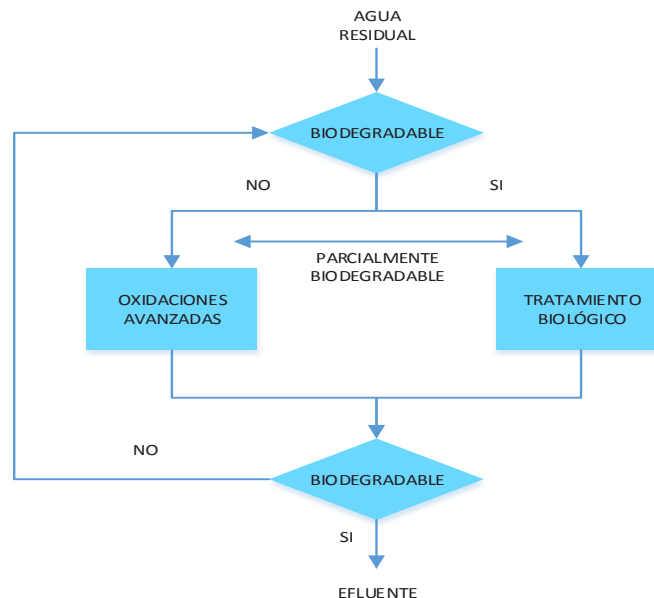 AGUA
RESIDUAL
BIODEGRADABLE
NO
SI
PARCIALMENTE
BIODEGRADABLE
OXIDACIONES
AVANZADAS
TRATAMIENTO
BIOLÓGICO
NO
BIODEGRADABLE
SI
EFLUENTE